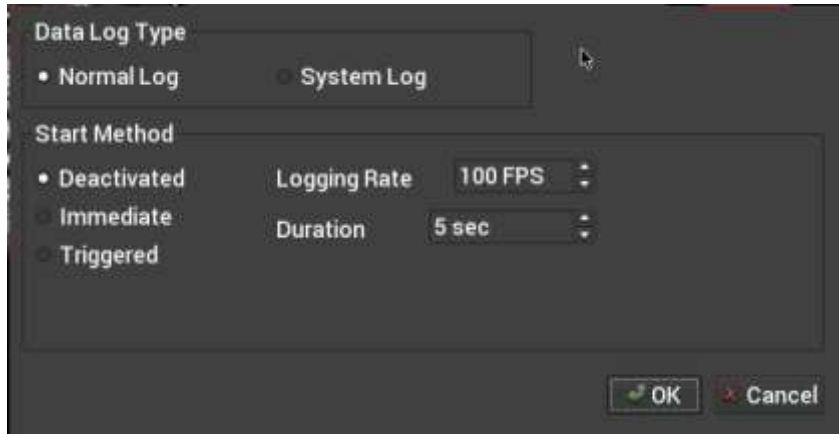 Data Log Type
Normal Log System Log
Start Method
Deactivated Logging Rate 100 FPS
Immediate
Duration 5 sec
Triggered
OK Cancel